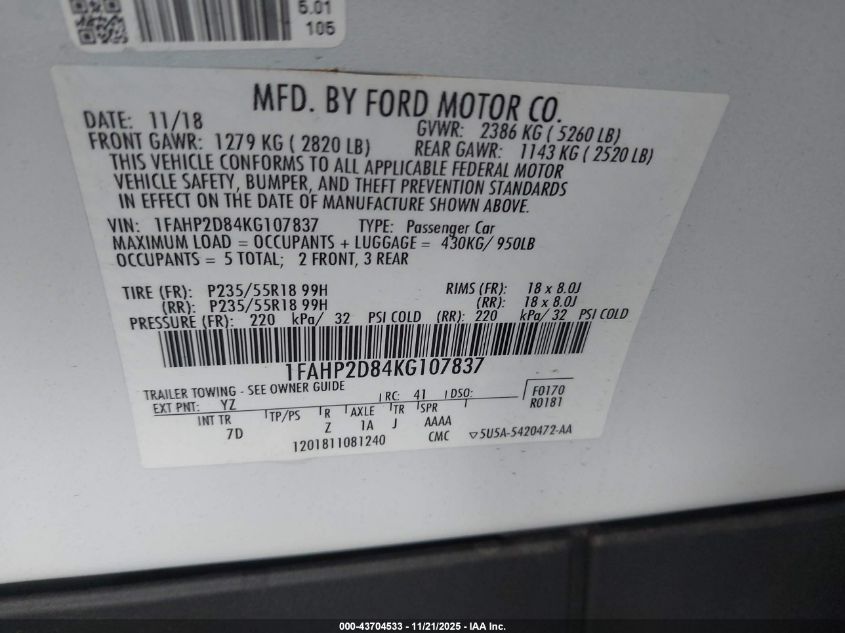 5.01
105
MFD. BY FORD MOTOR CO.
DATE: 11/18 GVWR: 2386 KG ( 5260 LB)
FRONT GAWR: 1279 KG ( 2820 LB) REAR GAWR: 1143 KG ( 2520 LB)
THIS VEHICLE CONFORMS TO ALL APPLICABLE FEDERAL MOTOR
VEHICLE SAFETY, BUMPER, AND THEFT PREVENTION STANDARDS
IN EFFECT ON THE DATE OF MANUFACTURE SHOWN ABOVE.
VIN: 1FAHP2D84KG107837 TYPE: Passenger Car
MAXIMUM LOAD = OCCUPANTS + LUGGAGE = 430KG/ 950LB
OCCUPANTS = 5 TOTAL; 2 FRONT, 3 REAR
TIRE (FR): P235/55R18 99H RIMS (FR): 18 x 8.0J
(RR): P235/55R18 99H (RR): 18 x 8.0J
PRESSURE (FR): 220 kPa/ 32 PSI COLD (RR): 220 kPa/ 32 PSI COLD
1FAHP2D84KG107837
TRAILER TOWING - SEE OWNER GUIDE
EXT PNT: YZ RC: 41 DSO: F0170
R0181
INT TR TP/PS R AXLE TR SPR
7D Z 1A J AAAA
1201811081240 CMC ▽5U5A-5420472-AA
000-43704533 - 11/21/2025 - IAA Inc.